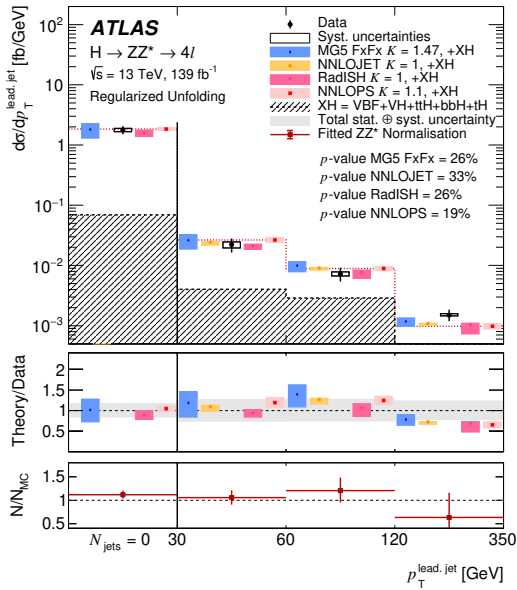 ATLAS
H → ZZ* → 4l
√s = 13 TeV, 139 fb⁻¹
Regularized Unfolding
Data
Syst. uncertainties
MG5 FxFx K = 1.47, +XH
NNLOJET K = 1, +XH
RadISH K = 1, +XH
NNLOPS K = 1.1, +XH
XH = VBF+VH+ttH+bbH+tH
Total stat. ⊕ syst. uncertainty
Fitted ZZ* Normalisation
p-value MG5 FxFx = 26%
p-value NNLOJET = 33%
p-value RadISH = 26%
p-value NNLOPS = 19%
dσ/dp_T^lead. jet [fb/GeV]
10²
10
1
10⁻¹
10⁻²
10⁻³
Theory/Data
2
1.5
1
0.5
N/N_MC
1.5
1
0.5
N_jets = 0
30
60
120
350
p_T^lead. jet [GeV]